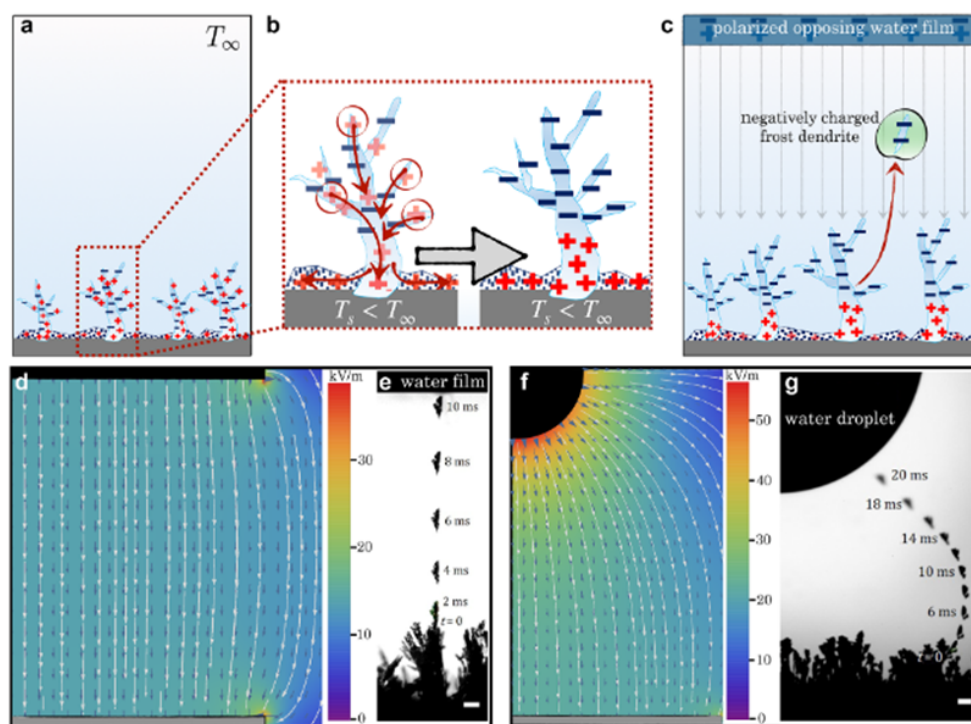 a
T∞
b
Ts < T∞
Ts < T∞
c
polarized opposing water film
negatively charged
frost dendrite
d
kV/m
30
20
10
0
e
water film
10 ms
8 ms
6 ms
4 ms
2 ms
t=0
f
kV/m
50
40
30
20
10
0
g
water droplet
20 ms
18 ms
14 ms
10 ms
6 ms
t=0